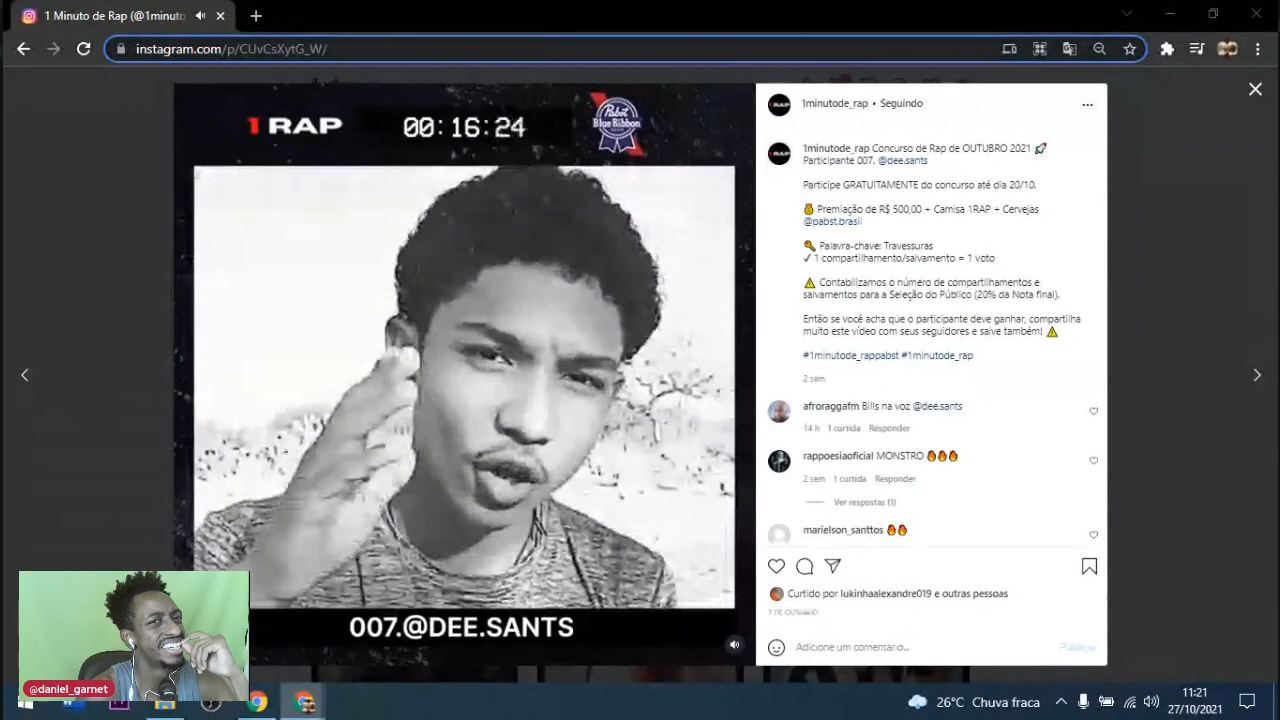 1 Minuto de Rap (@1minuto
instagram.com/p/CUvCsXytG_W/
1 RAP
00:16:24
Pabst
Blue Ribbon
1minutode_rap • Seguindo
1minutode_rap Concurso de Rap de OUTUBRO 2021 🚀
Participante 007. @dee.sants
Participe GRATUITAMENTE do concurso até dia 20/10.
🏅 Premiação de R$ 500,00 + Camisa 1RAP + Cervejas
@pabst.brasil
🔑 Palavra-chave: Travessuras
✓ 1 compartilhamento/salvamento = 1 voto
⚠ Contabilizamos o número de compartilhamentos e
salvamentos para a Seleção do Público (20% da Nota final).
Então se você acha que o participante deve ganhar, compartilha
muito este vídeo com seus seguidores e salve também! ⚠
#1minutode_rappabst #1minutode_rap
2 sem
afroraggafm Bills na voz @dee.sants
14 h 1 curtida Responder
rappoesiaoficial MONSTRO 🔥🔥🔥
2 sem 1 curtida Responder
Ver respostas (1)
marielson_santtos 🔥🔥
Curtido por lukinhaalexandre019 e outras pessoas
7 DE OUTUBRO
Adicione um comentário...
Publicar
007.@DEE.SANTS
@daniel_garnet
26°C Chuva fraca
11:21
27/10/2021